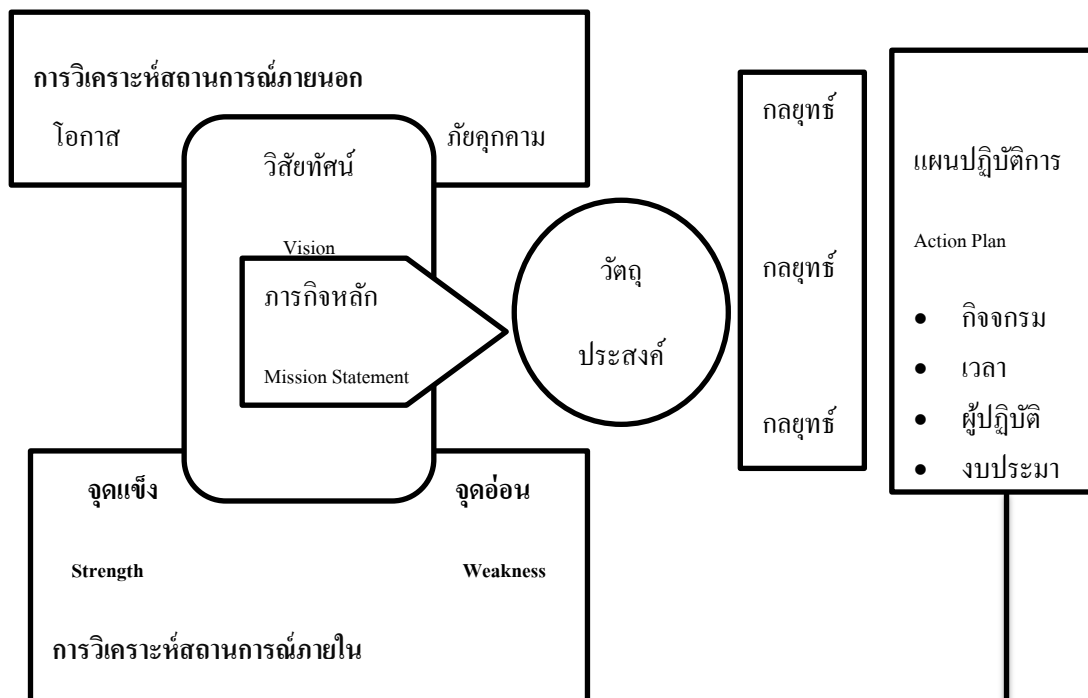 การวิเคราะห์สถานการณ์ภายนอก
โอกาส
ภัยคุกคาม
วิสัยทัศน์
Vision
ภารกิจหลัก
Mission Statement
จุดแข็ง
จุดอ่อน
Strength
Weakness
การวิเคราะห์สถานการณ์ภายใน
วัตถุ
ประสงค์
กลยุทธ์
กลยุทธ์
กลยุทธ์
แผนปฏิบัติการ
Action Plan
• กิจจกรม
• เวลา
• ผู้ปฏิบัติ
• งบประมา